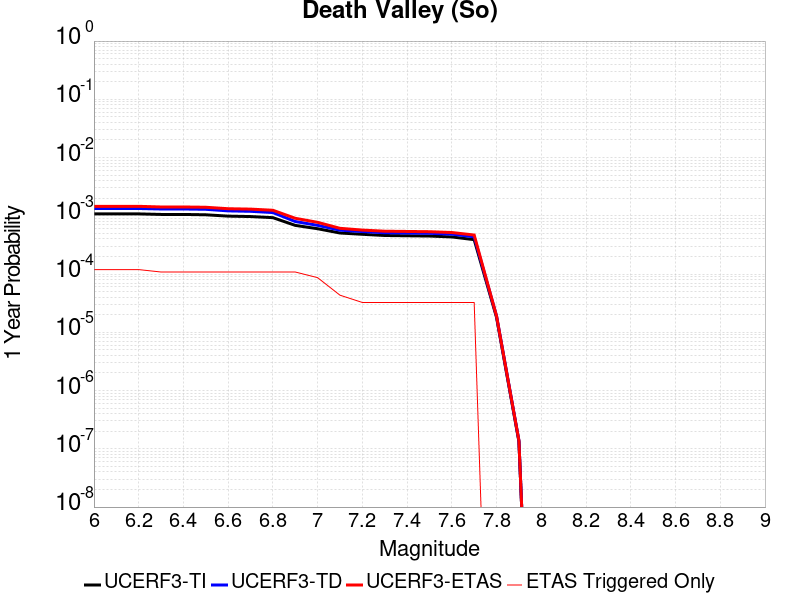 Death Valley (So)
1 Year Probability
10^0
10^-1
10^-2
10^-3
10^-4
10^-5
10^-6
10^-7
10^-8
6 6.2 6.4 6.6 6.8 7 7.2 7.4 7.6 7.8 8 8.2 8.4 8.6 8.8 9
Magnitude
UCERF3-TI UCERF3-TD UCERF3-ETAS ETAS Triggered Only